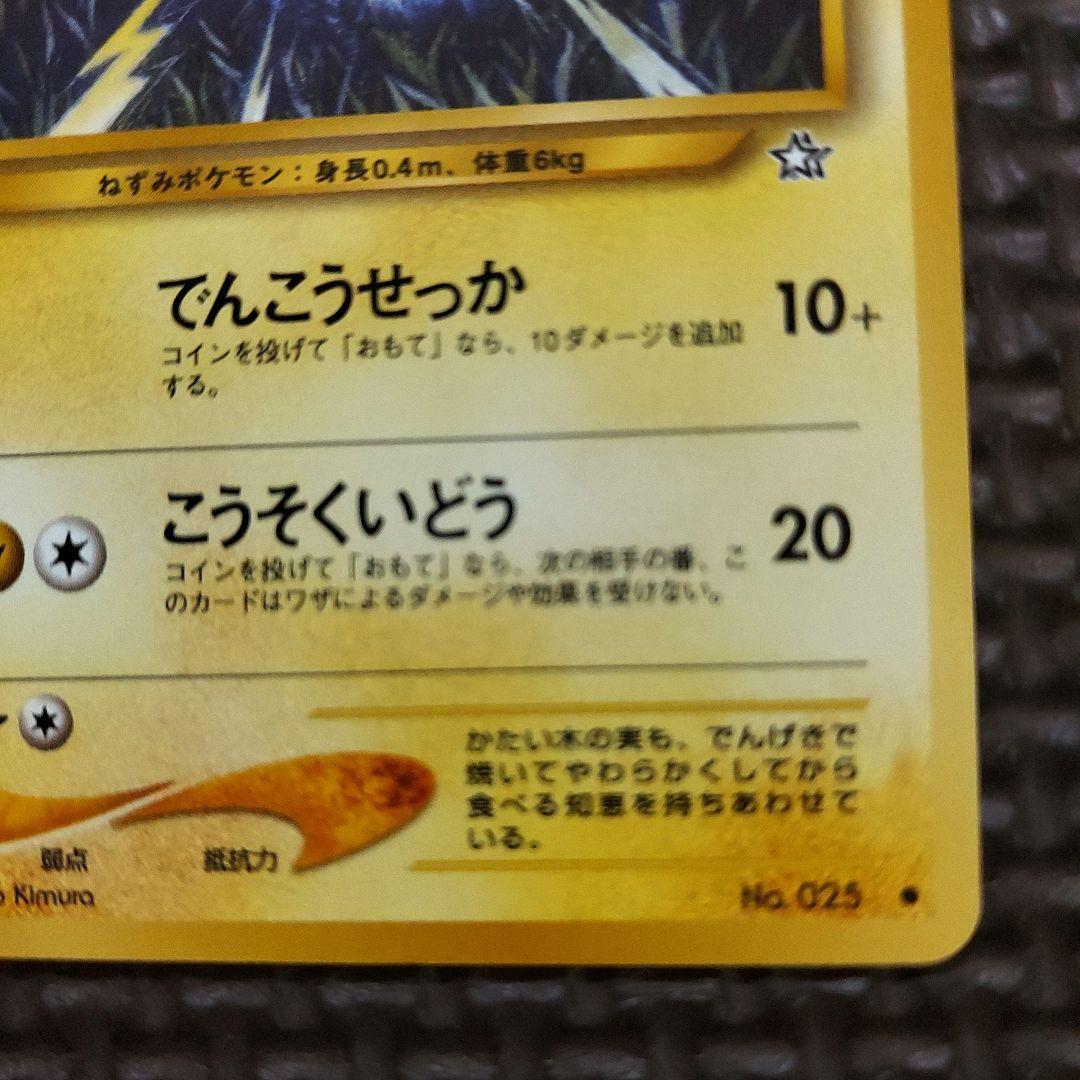 ねずみポケモン：身長0.4m、体重6kg
でんこうせっか
10+
コインを投げて「おもて」なら、10ダメージを追加
する。
こうそくいどう
20
コインを投げて「おもて」なら、次の相手の番、こ
のカードはワザによるダメージや効果を受けない。
かたい木の実も、でんげきで
焼いてやわらかくしてから
食べる知恵を持ちあわせて
いる。
弱点
抵抗力
Kimura
No. 025